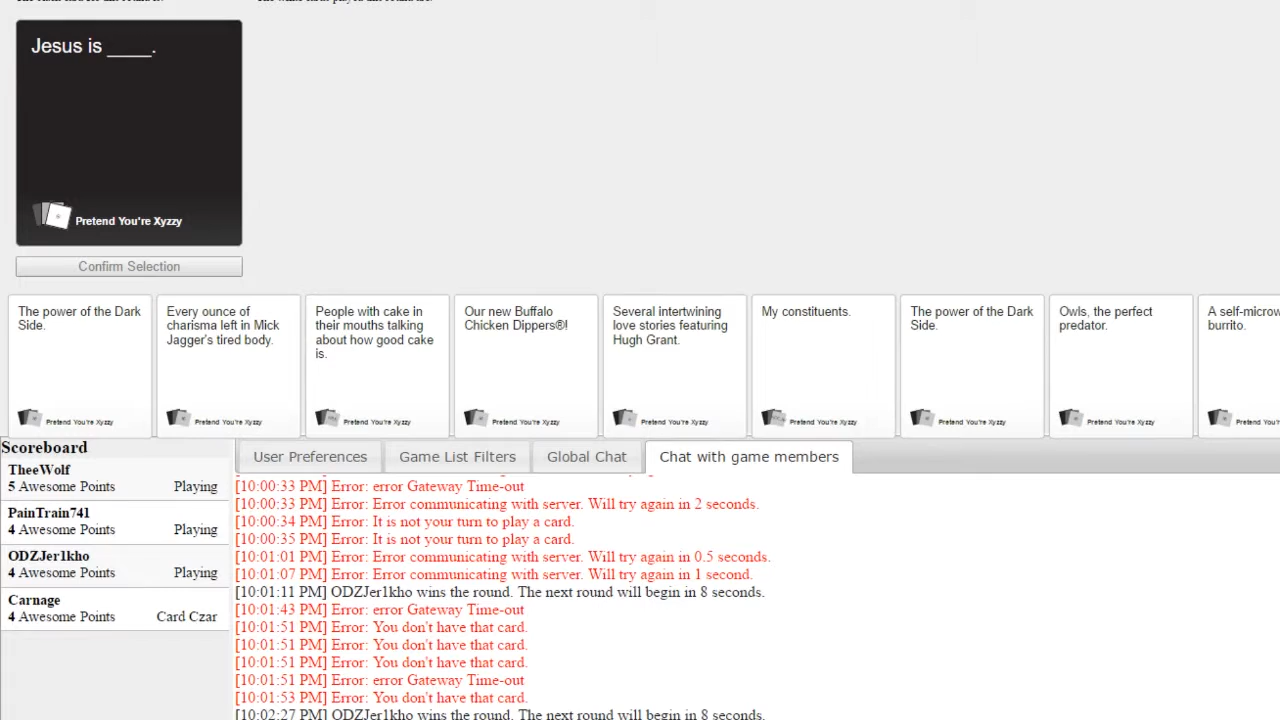 Jesus is ____.
Pretend You're Xyzzy
Confirm Selection
The power of the Dark
Side.
Pretend You're Xyzzy
Every ounce of
charisma left in Mick
Jagger's tired body.
Pretend You're Xyzzy
People with cake in
their mouths talking
about how good cake
is.
Pretend You're Xyzzy
Our new Buffalo
Chicken Dippers®!
Pretend You're Xyzzy
Several intertwining
love stories featuring
Hugh Grant.
Pretend You're Xyzzy
My constituents.
Pretend You're Xyzzy
The power of the Dark
Side.
Pretend You're Xyzzy
Owls, the perfect
predator.
Pretend You're Xyzzy
A self-microw
burrito.
Pretend You're
Scoreboard
TheeWolf
5 Awesome Points Playing
PainTrain741
4 Awesome Points Playing
ODZJer1kho
4 Awesome Points Playing
Carnage
4 Awesome Points Card Czar
User Preferences Game List Filters Global Chat Chat with game members
[10:00:33 PM] Error: error Gateway Time-out
[10:00:33 PM] Error: Error communicating with server. Will try again in 2 seconds.
[10:00:34 PM] Error: It is not your turn to play a card.
[10:00:35 PM] Error: It is not your turn to play a card.
[10:01:01 PM] Error: Error communicating with server. Will try again in 0.5 seconds.
[10:01:07 PM] Error: Error communicating with server. Will try again in 1 second.
[10:01:11 PM] ODZJer1kho wins the round. The next round will begin in 8 seconds.
[10:01:43 PM] Error: error Gateway Time-out
[10:01:51 PM] Error: You don't have that card.
[10:01:51 PM] Error: You don't have that card.
[10:01:51 PM] Error: You don't have that card.
[10:01:51 PM] Error: error Gateway Time-out
[10:01:53 PM] Error: You don't have that card.
[10:02:27 PM] ODZJer1kho wins the round. The next round will begin in 8 seconds.